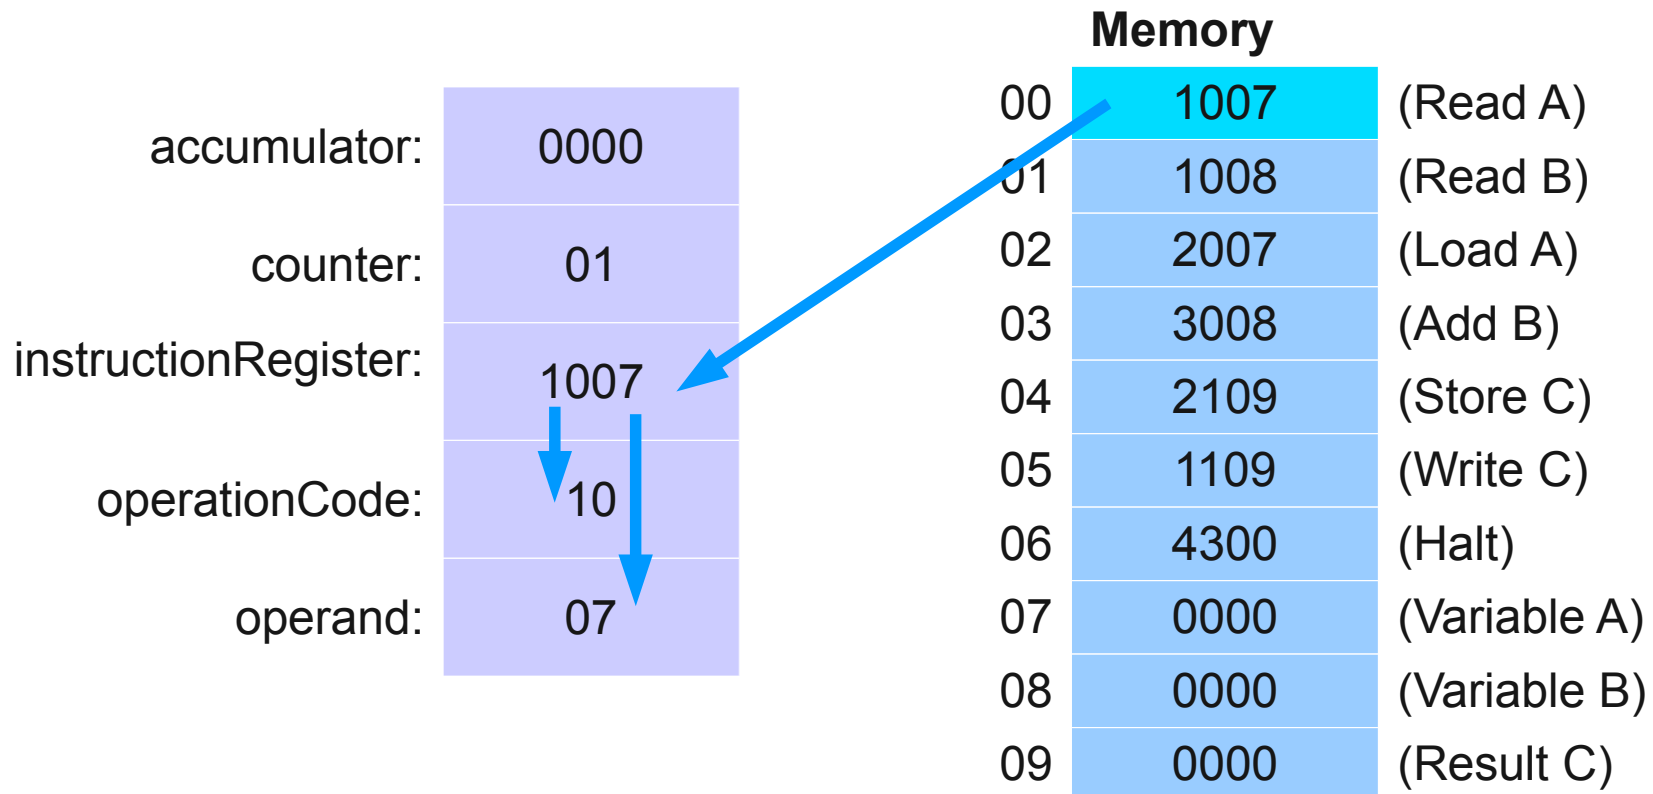 Memory
accumulator: 0000
counter: 01
instructionRegister: 1007
operationCode: 10
operand: 07
00 1007 (Read A)
01 1008 (Read B)
02 2007 (Load A)
03 3008 (Add B)
04 2109 (Store C)
05 1109 (Write C)
06 4300 (Halt)
07 0000 (Variable A)
08 0000 (Variable B)
09 0000 (Result C)